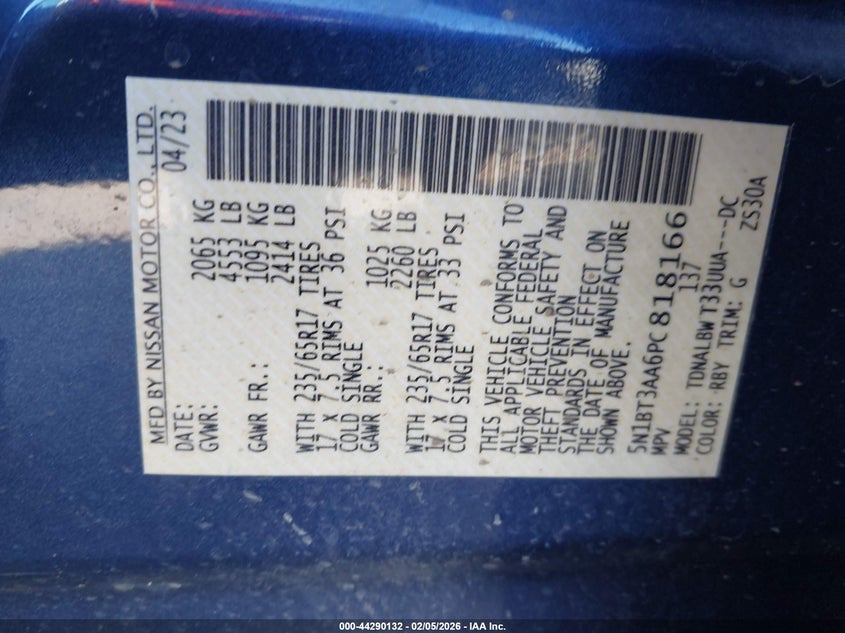 MFD BY NISSAN MOTOR CO., LTD.
DATE: 04/23
GVWR: 2065 KG
4553 LB
GAWR FR.: 1095 KG
2414 LB
WITH 235/65R17 TIRES
17 X 7.5 RIMS AT 36 PSI
COLD SINGLE
GAWR RR.: 1025 KG
2260 LB
WITH 235/65R17 TIRES
17 X 7.5 RIMS AT 33 PSI
COLD SINGLE
THIS VEHICLE CONFORMS TO
ALL APPLICABLE FEDERAL
MOTOR VEHICLE SAFETY AND
THEFT PREVENTION
STANDARDS IN EFFECT ON
THE DATE OF MANUFACTURE
SHOWN ABOVE.
5N1BT3AA6PC818166
MPV 137
MODEL: TDNALBWT33UUA---DC
COLOR: RBY TRIM: G ZS30A
000-44290132 - 02/05/2026 - IAA Inc.